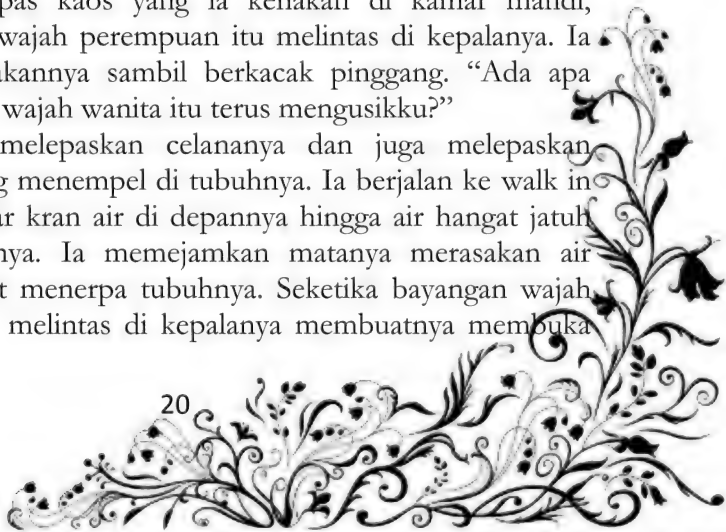 pas kaos yang ia kenakan di kamar mandi,
wajah perempuan itu melintas di kepalanya. Ia
akannya sambil berkacak pinggang. “Ada apa
wajah wanita itu terus mengusikku?”
melepaskan celananya dan juga melepaskan
g menempel di tubuhnya. Ia berjalan ke walk in
ar kran air di depannya hingga air hangat jatuh
nya. Ia memejamkan matanya merasakan air
t menerpa tubuhnya. Seketika bayangan wajah
melintas di kepalanya membuatnya membuka
20